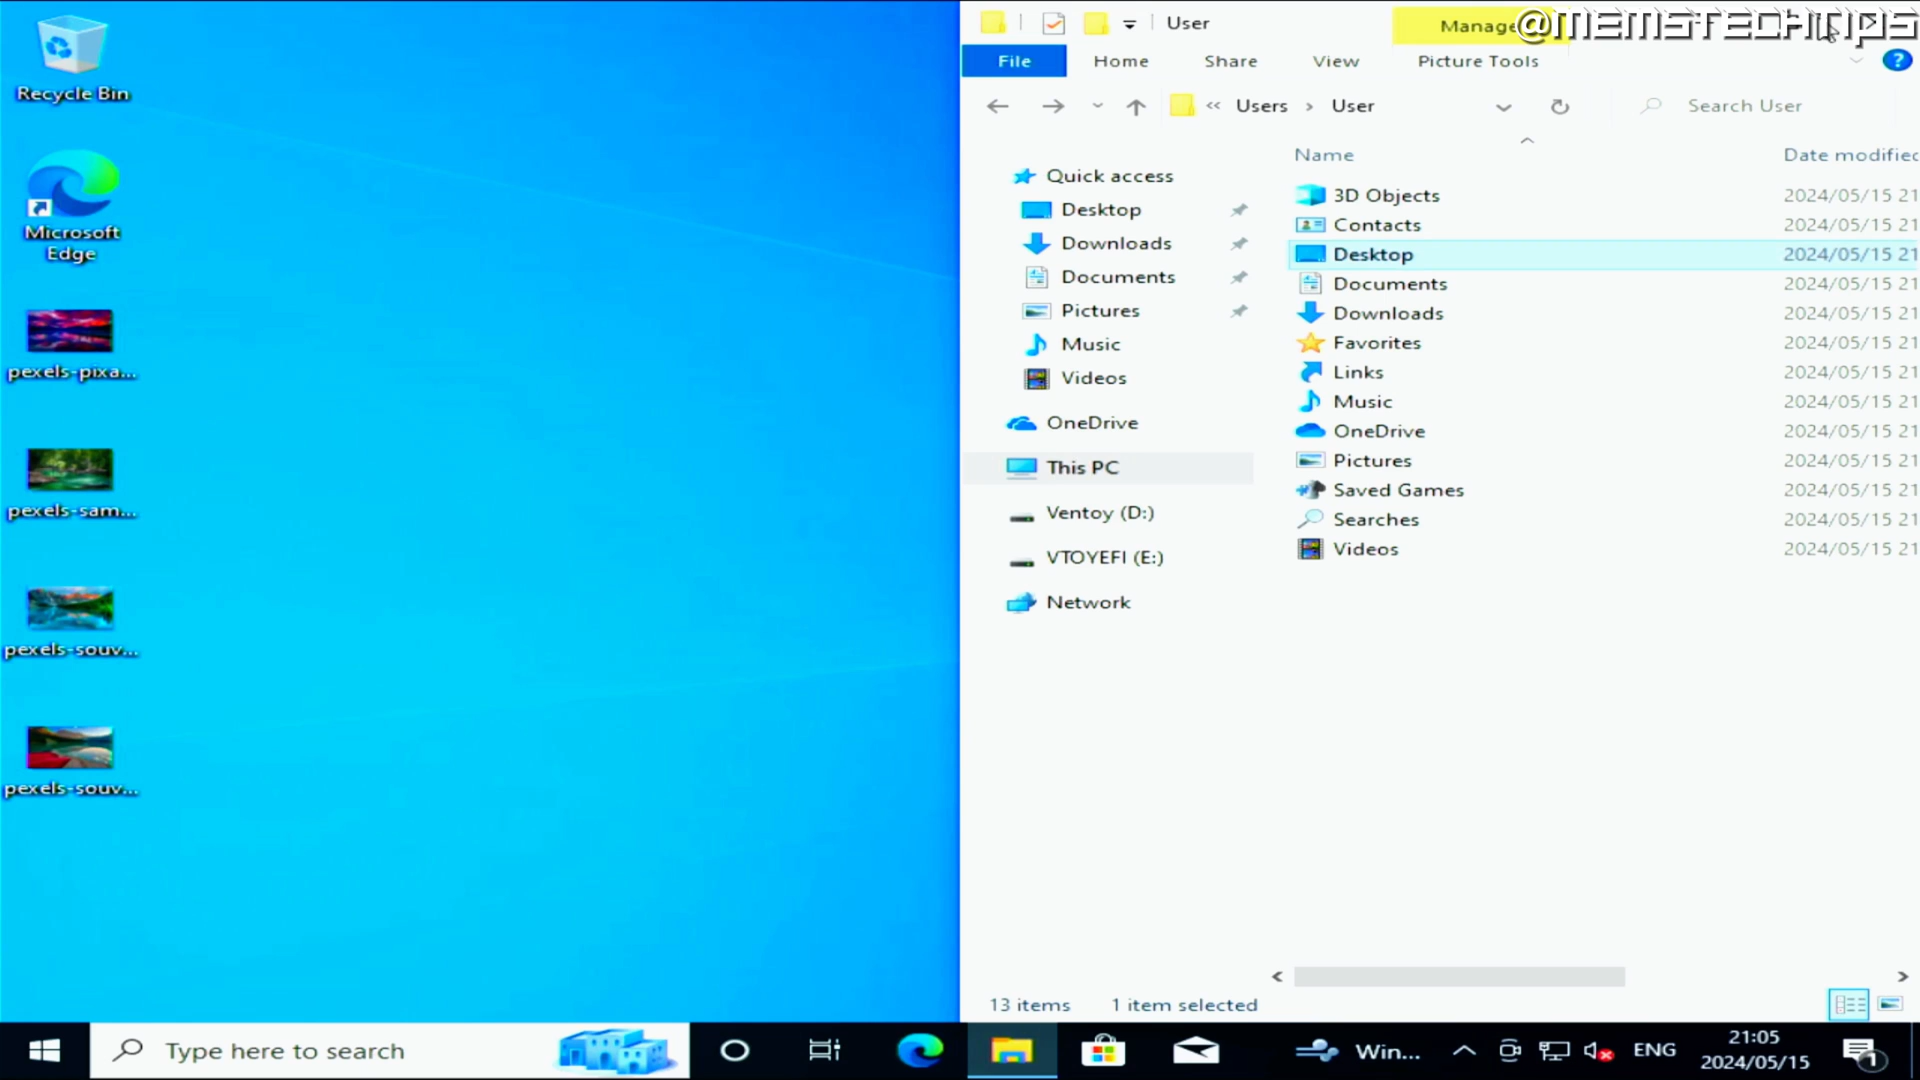 Recycle Bin
Microsoft
Edge
pexels-pixa...
pexels-sam...
pexels-souv...
pexels-souv...
User
Manage
@MEMSTECHTIPS
File
Home
Share
View
Picture Tools
?
«
Users
›
User
Search User
Name
Date modified
Quick access
Desktop
Downloads
Documents
Pictures
Music
Videos
OneDrive
This PC
Ventoy (D:)
VTOYEFI (E:)
Network
3D Objects 2024/05/15 21
Contacts 2024/05/15 21
Desktop 2024/05/15 21
Documents 2024/05/15 21
Downloads 2024/05/15 21
Favorites 2024/05/15 21
Links 2024/05/15 21
Music 2024/05/15 21
OneDrive 2024/05/15 21
Pictures 2024/05/15 21
Saved Games 2024/05/15 21
Searches 2024/05/15 21
Videos 2024/05/15 21
13 items
1 item selected
Type here to search
Win...
ENG
21:05
2024/05/15
1